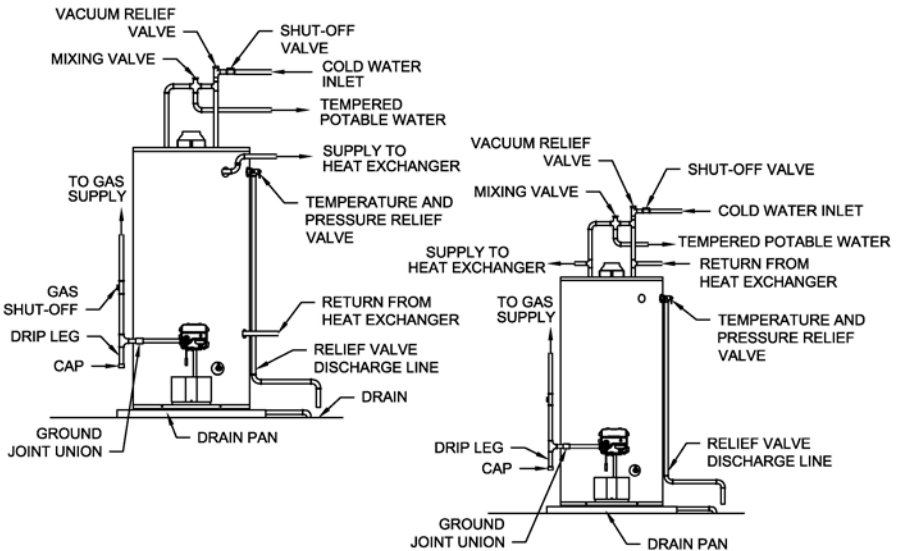 VACUUM RELIEF
VALVE
SHUT-OFF
VALVE
MIXING VALVE
COLD WATER
INLET
TEMPERED
POTABLE WATER
SUPPLY TO
HEAT EXCHANGER
TO GAS
SUPPLY
TEMPERATURE AND
PRESSURE RELIEF
VALVE
GAS
SHUT-OFF
RETURN FROM
HEAT EXCHANGER
DRIP LEG
RELIEF VALVE
DISCHARGE LINE
CAP
DRAIN
GROUND
JOINT UNION
DRAIN PAN
VACUUM RELIEF
VALVE
SHUT-OFF VALVE
MIXING VALVE
COLD WATER INLET
TEMPERED POTABLE WATER
SUPPLY TO
HEAT EXCHANGER
RETURN FROM
HEAT EXCHANGER
TO GAS
SUPPLY
TEMPERATURE AND
PRESSURE RELIEF
VALVE
DRIP LEG
CAP
RELIEF VALVE
DISCHARGE LINE
GROUND
JOINT UNION
DRAIN PAN